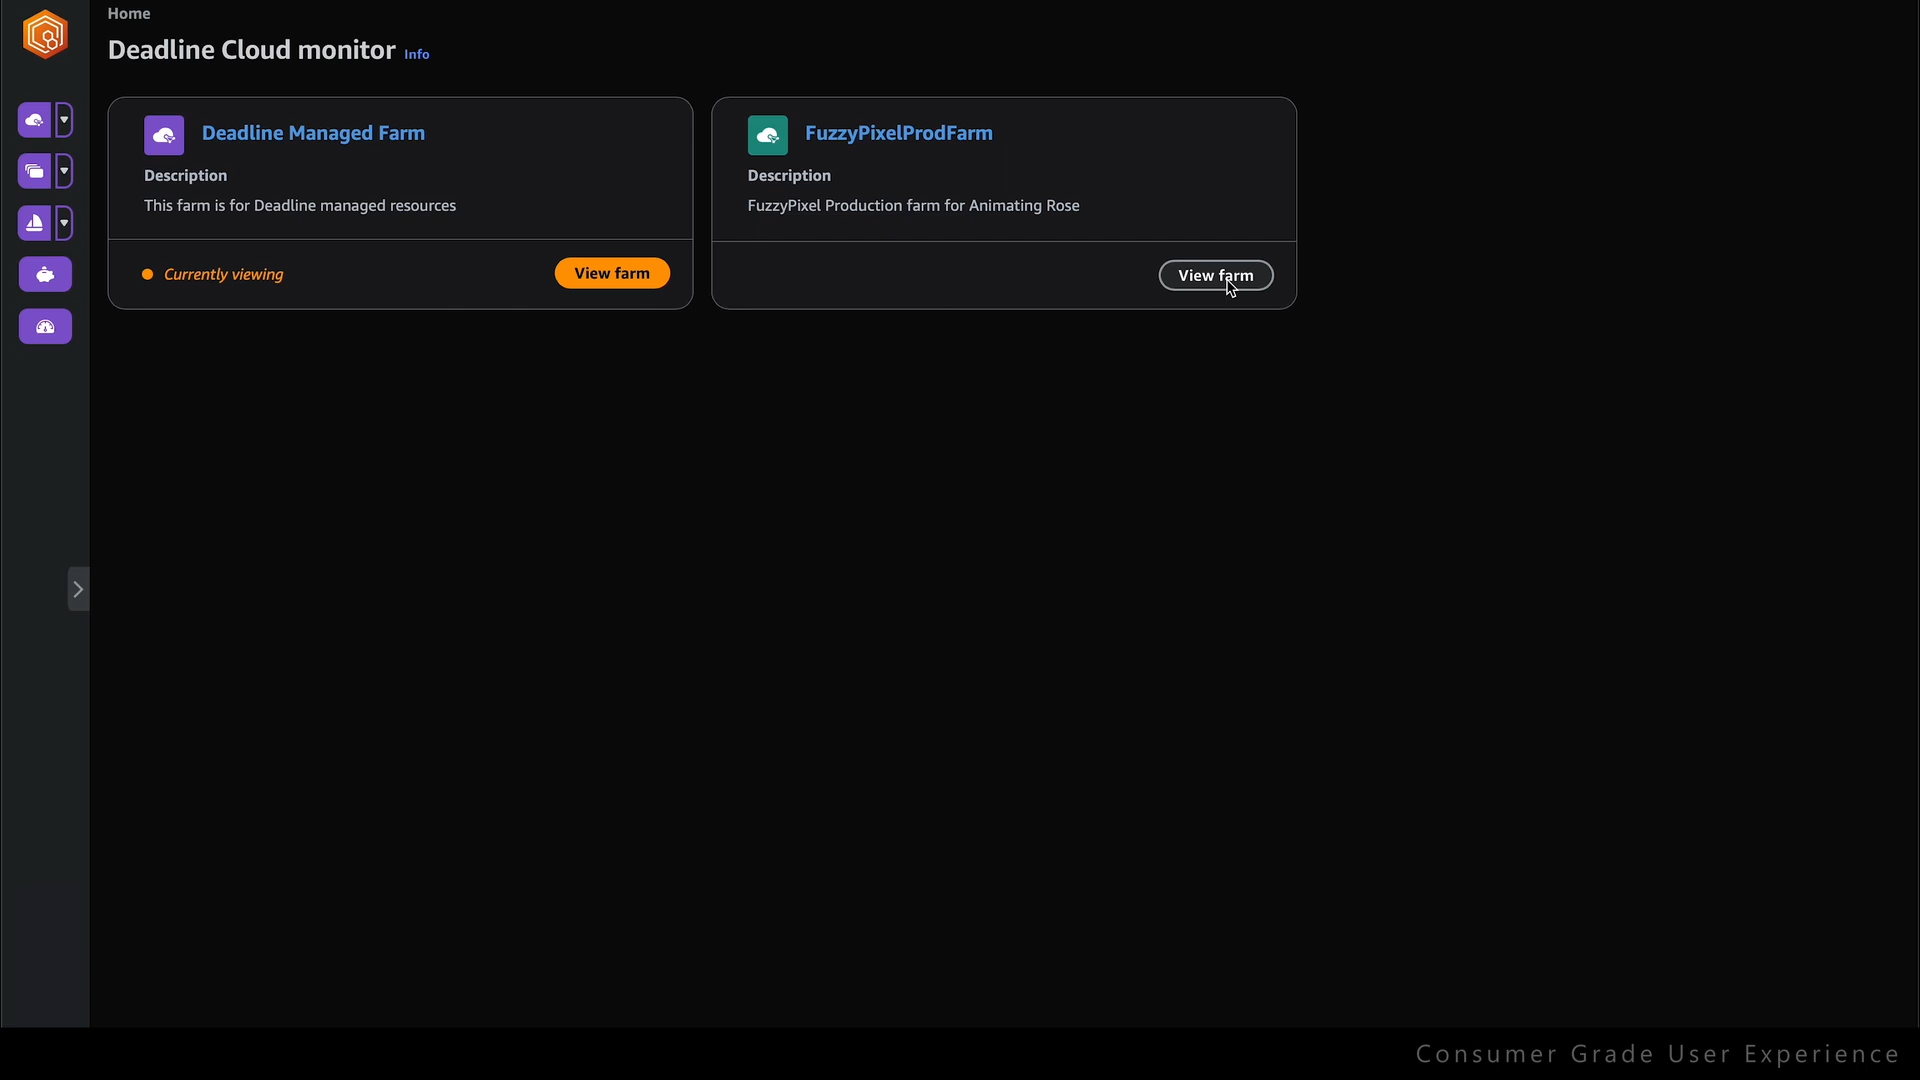 Home
Deadline Cloud monitor Info
Deadline Managed Farm
Description
This farm is for Deadline managed resources
Currently viewing
View farm
FuzzyPixelProdFarm
Description
FuzzyPixel Production farm for Animating Rose
View farm
Consumer Grade User Experience